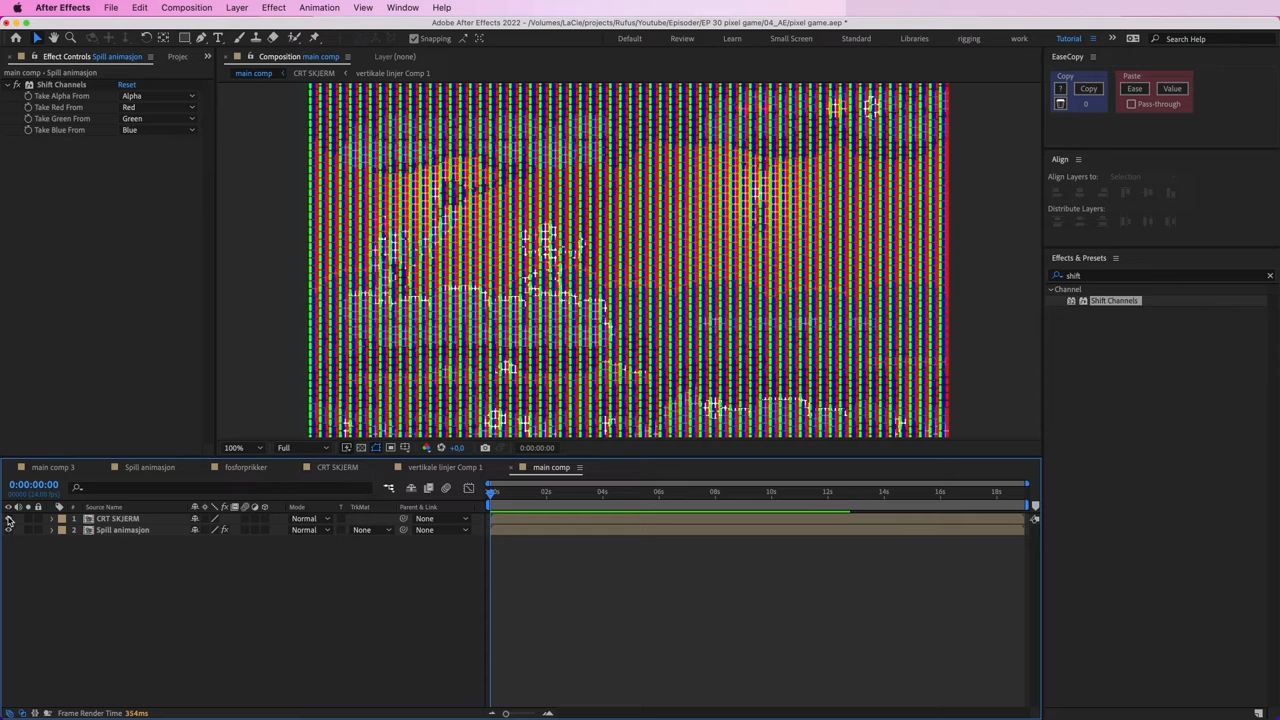 After Effects File Edit Composition Layer Effect Animation View Window Help
Adobe After Effects 2022 - /Volumes/LaCie/projects/Rufus/Youtube/Episoder/EP 30 pixel game/04_AE/pixel game.aep *
Snapping Default Review Learn Small Screen Standard Libraries rigging work Tutorial Search Help
Effect Controls Spill animasjon Projec Composition main comp Layer (none) EaseCopy
main comp • Spill animasjon main comp CRT SKJERM vertikale linjer Comp 1 Copy Paste
fx Shift Channels Reset ? Copy Ease Value
Take Alpha From Alpha 0 Pass-through
Take Red From Red
Take Green From Green
Take Blue From Blue
Align
Align Layers to: Selection
Distribute Layers:
Effects & Presets
shift
Channel
Shift Channels
100% Full +0,0 0:00:00:00
main comp 3 Spill animasjon fosforprikker CRT SKJERM vertikale linjer Comp 1 main comp
0:00:00:00
00000 (24.00 fps) :00s 02s 04s 06s 08s 10s 12s 14s 16s 18s
# Source Name Mode T TrkMat Parent & Link
1 CRT SKJERM Normal None
2 Spill animasjon fx Normal None None
Frame Render Time 354ms